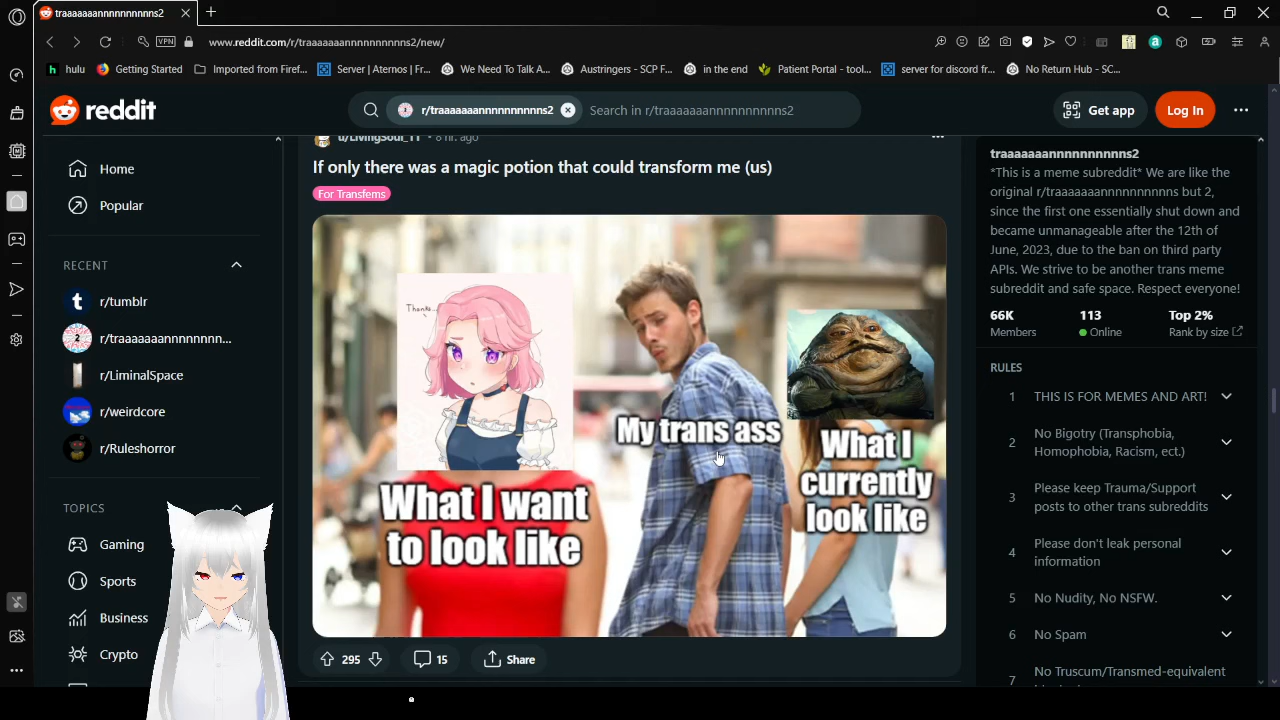 traaaaaaannnnnnnnnns2
www.reddit.com/r/traaaaaaannnnnnnnnns2/new/
VPN
hulu
Getting Started
Imported from Firef...
Server | Aternos | Fr...
We Need To Talk A...
Austringers - SCP F...
in the end
Patient Portal - tool...
server for discord fr...
No Return Hub - SC...
reddit
r/traaaaaaannnnnnnnnns2
Search in r/traaaaaaannnnnnnnnns2
Get app
Log In
Home
Popular
RECENT
r/tumblr
r/traaaaaaannnnnnn...
r/LiminalSpace
r/weirdcore
r/Ruleshorror
TOPICS
Gaming
Sports
Business
Crypto
u/LivingSoul_11 • 8 hr. ago
If only there was a magic potion that could transform me (us)
For Transfems
Thanks...
What I want
to look like
My trans ass
What I
currently
look like
295
15
Share
traaaaaaannnnnnnnnns2
*This is a meme subreddit* We are like the
original r/traaaaaaannnnnnnnnns but 2,
since the first one essentially shut down and
became unmanageable after the 12th of
June, 2023, due to the ban on third party
APIs. We strive to be another trans meme
subreddit and safe space. Respect everyone!
66K
Members
113
Online
Top 2%
Rank by size
RULES
1 THIS IS FOR MEMES AND ART!
2 No Bigotry (Transphobia,
Homophobia, Racism, ect.)
3 Please keep Trauma/Support
posts to other trans subreddits
4 Please don't leak personal
information
5 No Nudity, No NSFW.
6 No Spam
7 No Truscum/Transmed-equivalent